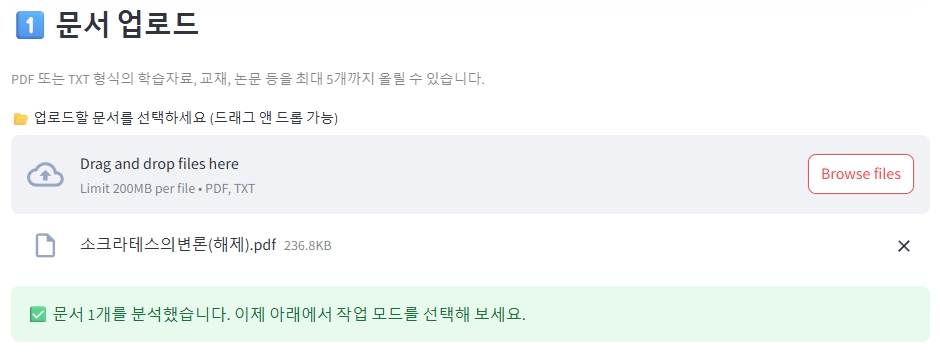 1 문서 업로드
PDF 또는 TXT 형식의 학습자료, 교재, 논문 등을 최대 5개까지 올릴 수 있습니다.
업로드할 문서를 선택하세요 (드래그 앤 드롭 가능)
Drag and drop files here
Limit 200MB per file • PDF, TXT
Browse files
소크라테스의변론(해제).pdf 236.8KB
문서 1개를 분석했습니다. 이제 아래에서 작업 모드를 선택해 보세요.